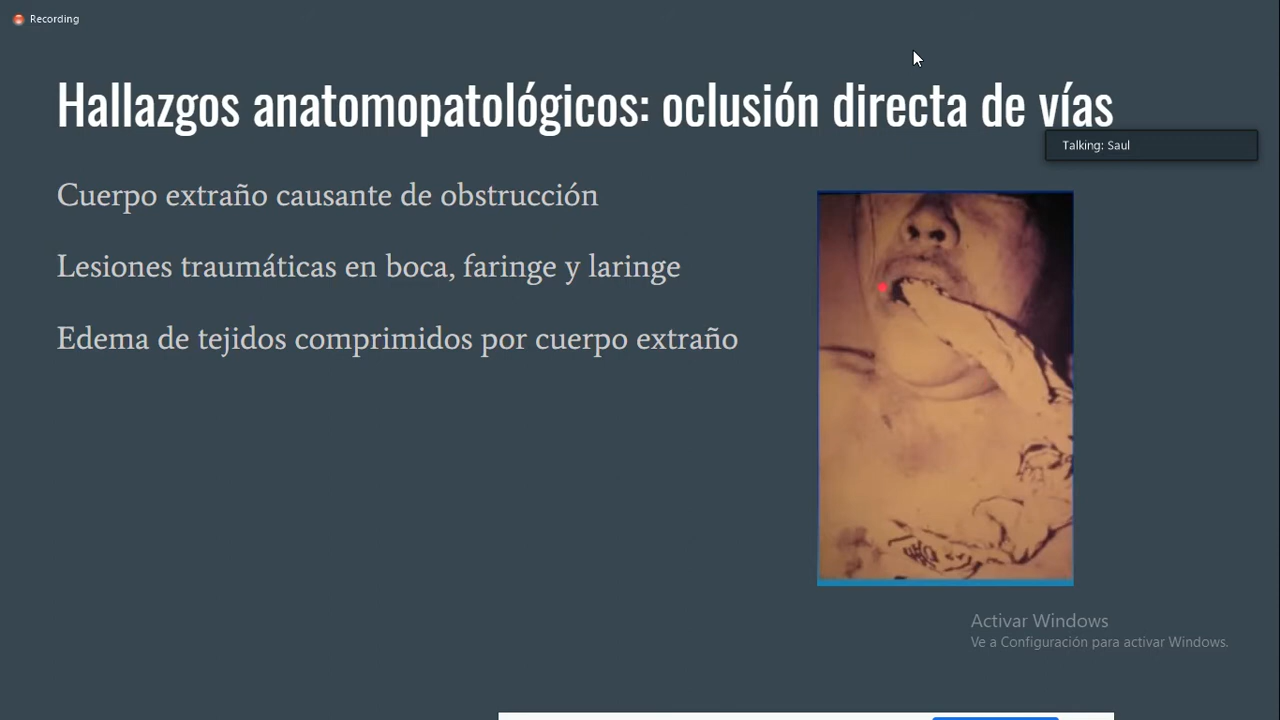 Recording
Hallazgos anatomopatológicos: oclusión directa de vías
Talking: Saul
Cuerpo extraño causante de obstrucción
Lesiones traumáticas en boca, faringe y laringe
Edema de tejidos comprimidos por cuerpo extraño
Activar Windows
Ve a Configuración para activar Windows.